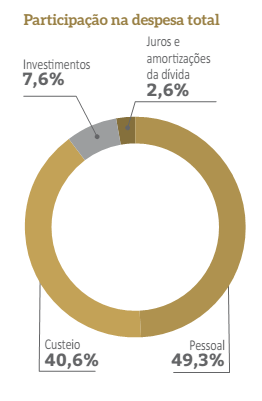 Participação na despesa total
Juros e
amortizações
da dívida
2,6%
Investimentos
7,6%
Custeio
40,6%
Pessoal
49,3%